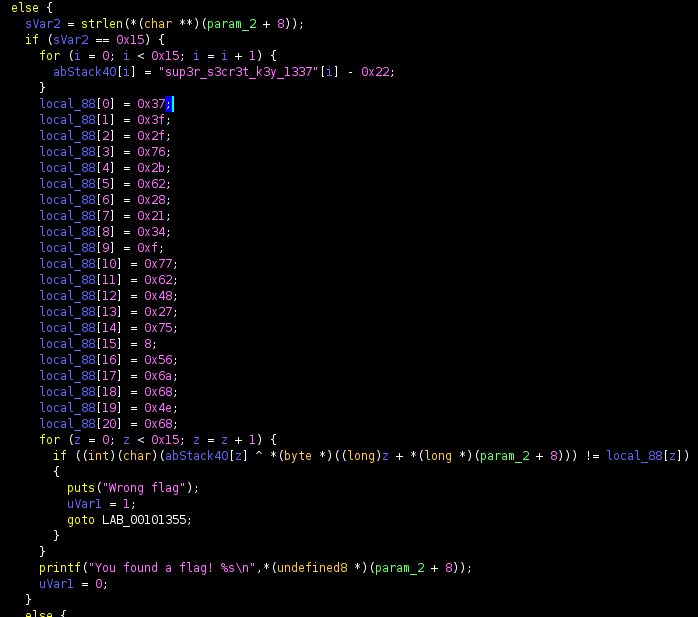 else {
sVar2 = strlen(*(char **)(param_2 + 8));
if (sVar2 == 0x15) {
for (i = 0; i < 0x15; i = i + 1) {
abStack40[i] = "sup3r_s3cr3t_k3y_1337"[i] - 0x22;
}
local_88[0] = 0x37;
local_88[1] = 0x3f;
local_88[2] = 0x2f;
local_88[3] = 0x76;
local_88[4] = 0x2b;
local_88[5] = 0x62;
local_88[6] = 0x28;
local_88[7] = 0x21;
local_88[8] = 0x34;
local_88[9] = 0xf;
local_88[10] = 0x77;
local_88[11] = 0x62;
local_88[12] = 0x48;
local_88[13] = 0x27;
local_88[14] = 0x75;
local_88[15] = 8;
local_88[16] = 0x56;
local_88[17] = 0x6a;
local_88[18] = 0x68;
local_88[19] = 0x4e;
local_88[20] = 0x68;
for (z = 0; z < 0x15; z = z + 1) {
if ((int)(char)(abStack40[z] ^ *(byte *)((long)z + *(long *)(param_2 + 8))) != local_88[z])
{
puts("Wrong flag");
uVar1 = 1;
goto LAB_00101355;
}
}
printf("You found a flag! %s\n",*(undefined8 *)(param_2 + 8));
uVar1 = 0;
}
else {